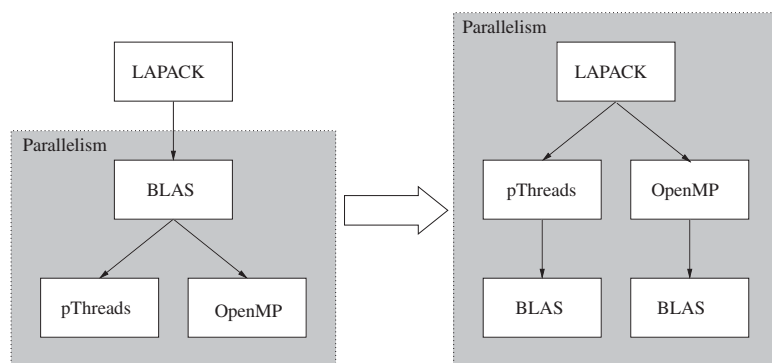 LAPACK
Parallelism
BLAS
pThreads
OpenMP
Parallelism
LAPACK
pThreads
OpenMP
BLAS
BLAS